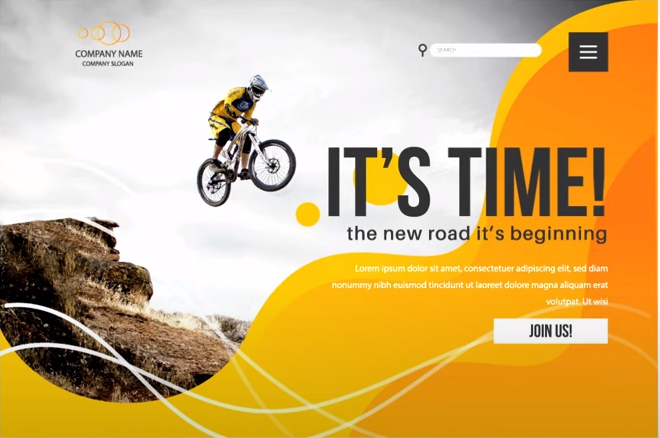 COMPANY NAME
COMPANY SLOGAN
SEARCH
IT'S TIME!
the new road it's beginning
Lorem ipsum dolor sit amet, consectetuer adipiscing elit, sed diam
nonummy nibh euismod tincidunt ut laoreet dolore magna aliquam erat
volutpat. Ut wisi
JOIN US!